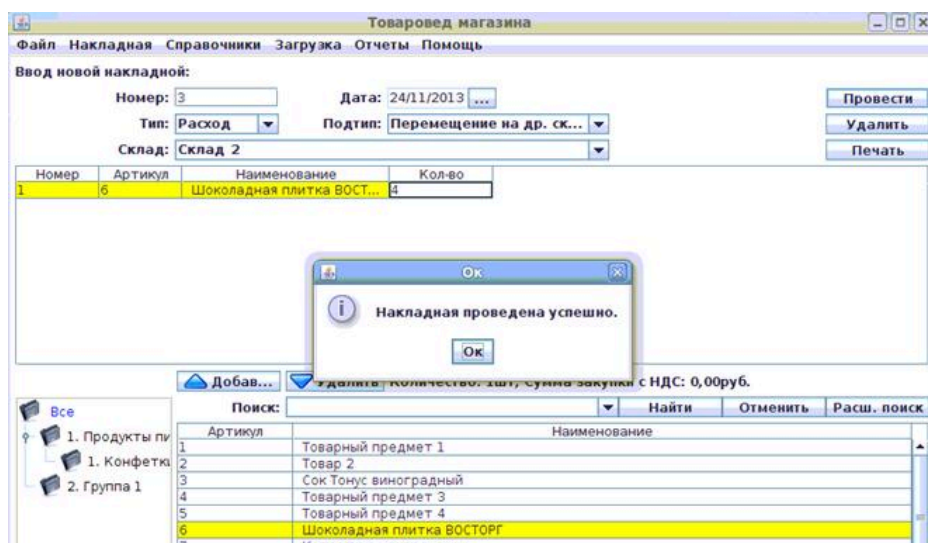 Товаровед магазина
Файл Накладная Справочники Загрузка Отчеты Помощь
Ввод новой накладной:
Номер: 3 Дата: 24/11/2013 ... Провести
Тип: Расход Подтип: Перемещение на др. ск... Удалить
Склад: Склад 2 Печать
Номер Артикул Наименование Кол-во
1 6 Шоколадная плитка ВОСТ... 4
Ок
Накладная проведена успешно.
Ок
Добав... Удалить Количество: 1шт, Сумма закупки с НДС: 0,00руб.
Поиск: Найти Отменить Расш. поиск
Все
1. Продукты пи
1. Конфетки
2. Группа 1
Артикул Наименование
1 Товарный предмет 1
2 Товар 2
3 Сок Тонус виноградный
4 Товарный предмет 3
5 Товарный предмет 4
6 Шоколадная плитка ВОСТОРГ